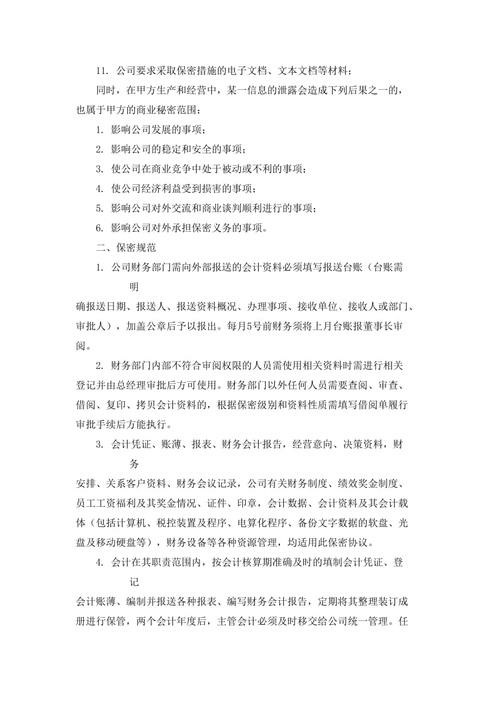 11. 公司要求采取保密措施的电子文档、文本文档等材料；
同时，在甲方生产和经营中，某一信息的泄露会造成下列后果之一的，
也属于甲方的商业秘密范围：
1. 影响公司发展的事项；
2. 影响公司的稳定和安全的事项；
3. 使公司在商业竞争中处于被动或不利的事项；
4. 使公司经济利益受到损害的事项；
5. 影响公司对外交流和商业谈判顺利进行的事项；
6. 影响公司对外承担保密义务的事项。
二、保密规范
1. 公司财务部门需向外部报送的会计资料必须填写报送台账（台账需
明
确报送日期、报送人、报送资料概况、办理事项、接收单位、接收人或部门、
审批人），加盖公章后予以报出。每月5号前财务须将上月台账报董事长审
阅。
2. 财务部门内部不符合审阅权限的人员需使用相关资料时需进行相关
登记并由总经理审批后方可使用。财务部门以外任何人员需要查阅、审查、
借阅、复印、拷贝会计资料的，根据保密级别和资料性质需填写借阅单履行
审批手续后方能执行。
3. 会计凭证、账薄、报表、财务会计报告，经营意向、决策资料，财
务
安排、关系客户资料、财务会议记录，公司有关财务制度、绩效奖金制度、
员工工资福利及其奖金情况、证件、印章，会计数据、会计资料及其会计载
体（包括计算机、税控装置及程序、电算化程序、备份文字数据的软盘、光
盘及移动硬盘等），财务设备等各种资源管理，均适用此保密协议。
4. 会计在其职责范围内，按会计核算期准确及时的填制会计凭证、登
记
会计账薄、编制并报送各种报表、编写财务会计报告，定期将其整理装订成
册进行保管，两个会计年度后，主管会计必须及时移交给公司统一管理。任